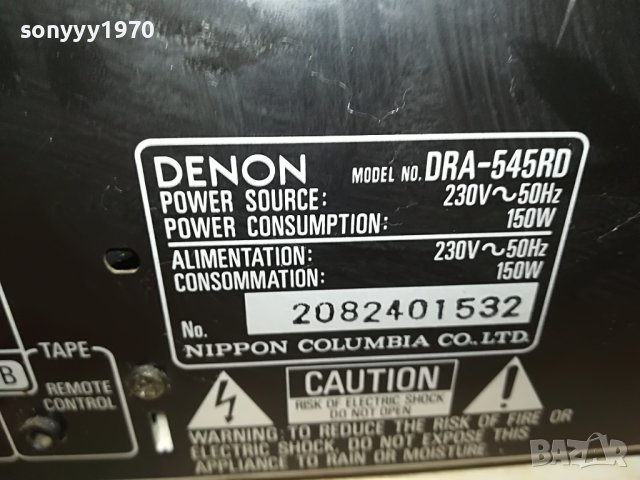 sonyyy1970
DENON MODEL NO. DRA-545RD
POWER SOURCE: 230V~50Hz
POWER CONSUMPTION: 150W
ALIMENTATION: 230V~50Hz
CONSOMMATION: 150W
No. 2082401532
NIPPON COLUMBIA CO., LTD.
B
TAPE
REMOTE
CONTROL
CAUTION
RISK OF ELECTRIC SHOCK
DO NOT OPEN
WARNING: TO REDUCE THE RISK OF FIRE OR
ELECTRIC SHOCK, DO NOT EXPOSE THIS
APPLIANCE TO RAIN OR MOISTURE.
BAZAR